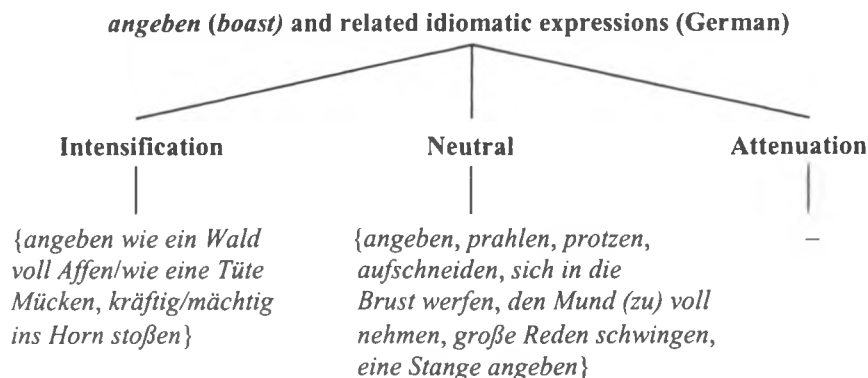 angeben (boast) and related idiomatic expressions (German)
Intensification
Neutral
Attenuation
{angeben wie ein Wald
voll Affen/wie eine Tüte
Mücken, kräftig/mächtig
ins Horn stoßen}
{angeben, prahlen, protzen,
aufschneiden, sich in die
Brust werfen, den Mund (zu) voll
nehmen, große Reden schwingen,
eine Stange angeben}
–